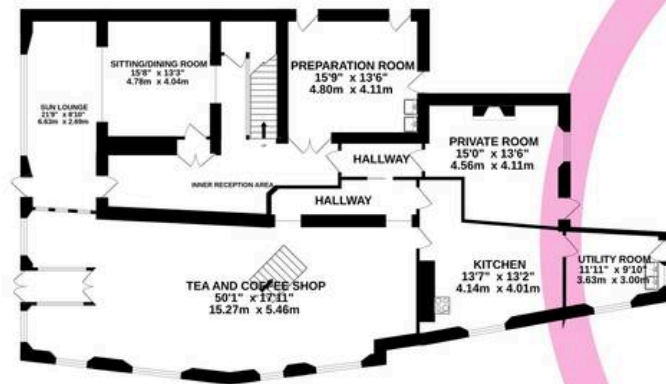 SITTING/DINING ROOM
15'8" x 13'3"
4.78m x 4.04m
PREPARATION ROOM
15'9" x 13'6"
4.80m x 4.11m
SUN LOUNGE
21'9" x 8'10"
6.63m x 2.69m
PRIVATE ROOM
15'0" x 13'6"
4.56m x 4.11m
HALLWAY
INNER RECEPTION AREA
HALLWAY
KITCHEN
13'7" x 13'2"
4.14m x 4.01m
UTILITY ROOM
11'11" x 9'10"
3.63m x 3.00m
TEA AND COFFEE SHOP
50'1" x 17'11"
15.27m x 5.46m